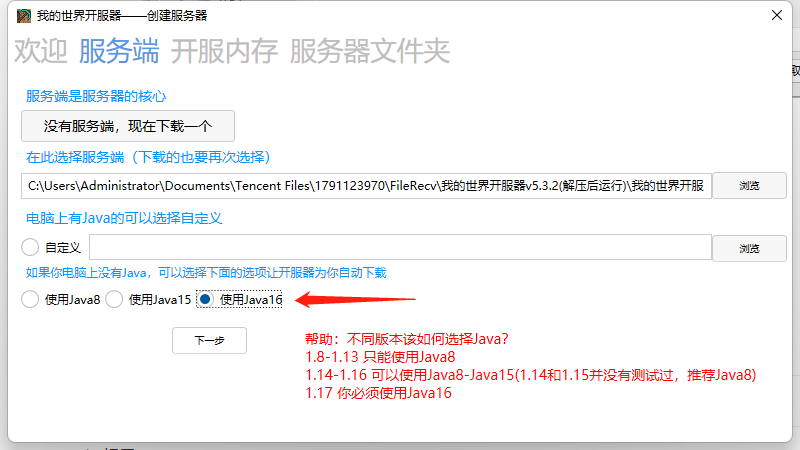 我的世界开服器——创建服务器
欢迎 服务端 开服内存 服务器文件夹
服务端是服务器的核心
没有服务端，现在下载一个
在此选择服务端（下载的也要再次选择）
C:\Users\Administrator\Documents\Tencent Files\1791123970\FileRecv\我的世界开服器v5.3.2(解压后运行)\我的世界开服 浏览
电脑上有Java的可以选择自定义
自定义 浏览
如果你电脑上没有Java，可以选择下面的选项让开服器为你自动下载
使用Java8 使用Java15 使用Java16
下一步
帮助：不同版本该如何选择Java？
1.8-1.13 只能使用Java8
1.14-1.16 可以使用Java8-Java15(1.14和1.15并没有测试过，推荐Java8)
1.17 你必须使用Java16